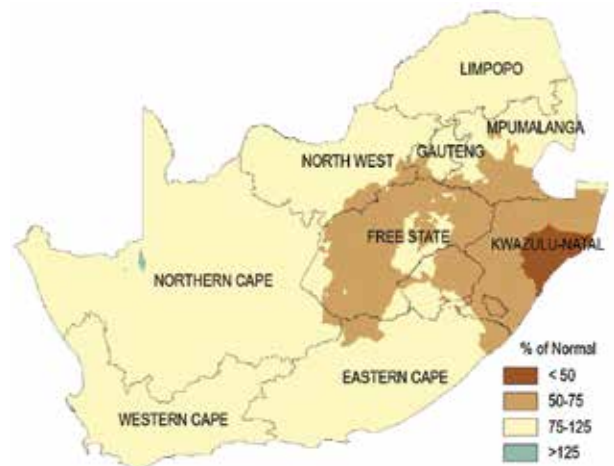 LIMPOPO
MPUMALANGA
GAUTENG
NORTH WEST
FREE STATE
KWAZULU-NATAL
NORTHERN CAPE
EASTERN CAPE
WESTERN CAPE
% of Normal
< 50
50-75
75-125
>125